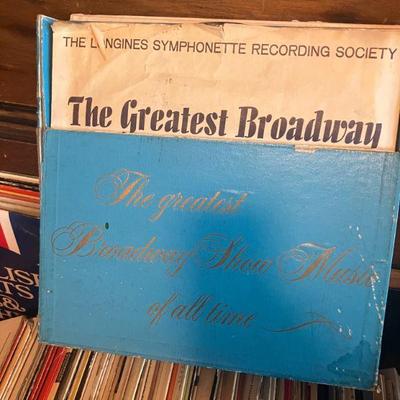 THE LONGINES SYMPHONETTE RECORDING SOCIETY
The Greatest Broadway
The greatest
Broadway Show Music
of all time